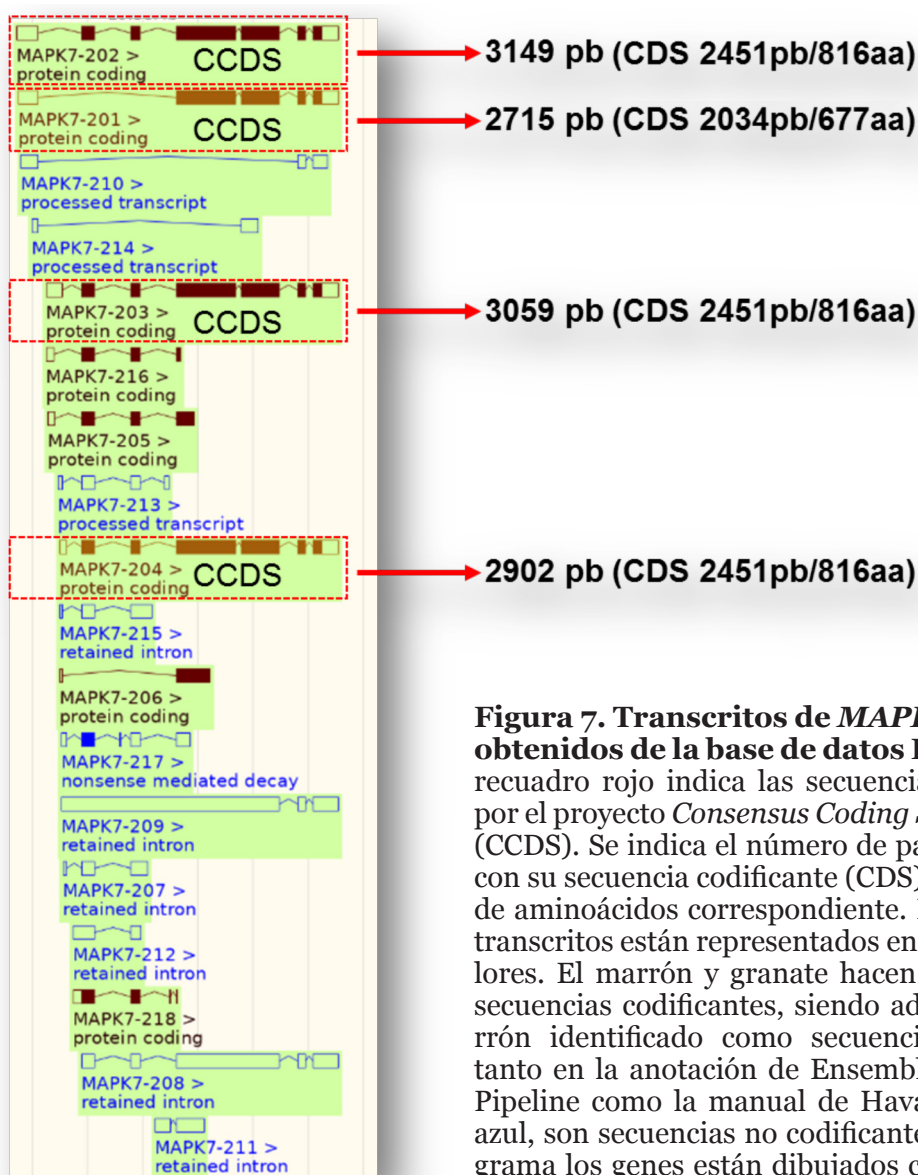 MAPK7-202 >
protein coding
CCDS
3149 pb (CDS 2451pb/816aa)
MAPK7-201 >
protein coding
CCDS
2715 pb (CDS 2034pb/677aa)
MAPK7-210 >
processed transcript
MAPK7-214 >
processed transcript
MAPK7-203 >
protein coding
CCDS
3059 pb (CDS 2451pb/816aa)
MAPK7-216 >
protein coding
MAPK7-205 >
protein coding
MAPK7-213 >
processed transcript
MAPK7-204 >
protein coding
CCDS
2902 pb (CDS 2451pb/816aa)
MAPK7-215 >
retained intron
MAPK7-206 >
protein coding
MAPK7-217 >
nonsense mediated decay
MAPK7-209 >
retained intron
MAPK7-207 >
retained intron
MAPK7-212 >
retained intron
MAPK7-218 >
protein coding
MAPK7-208 >
retained intron
MAPK7-211 >
retained intron
Figura 7. Transcritos de MAP
obtenidos de la base de datos
recuadro rojo indica las secuenci
por el proyecto Consensus Coding
(CCDS). Se indica el número de pa
con su secuencia codificante (CDS)
de aminoácidos correspondiente.
transcritos están representados en
lores. El marrón y granate hacen
secuencias codificantes, siendo ad
rrón identificado como secuenci
tanto en la anotación de Ensembl
Pipeline como la manual de Hava
azul, son secuencias no codificante
grama los genes están dibujados c